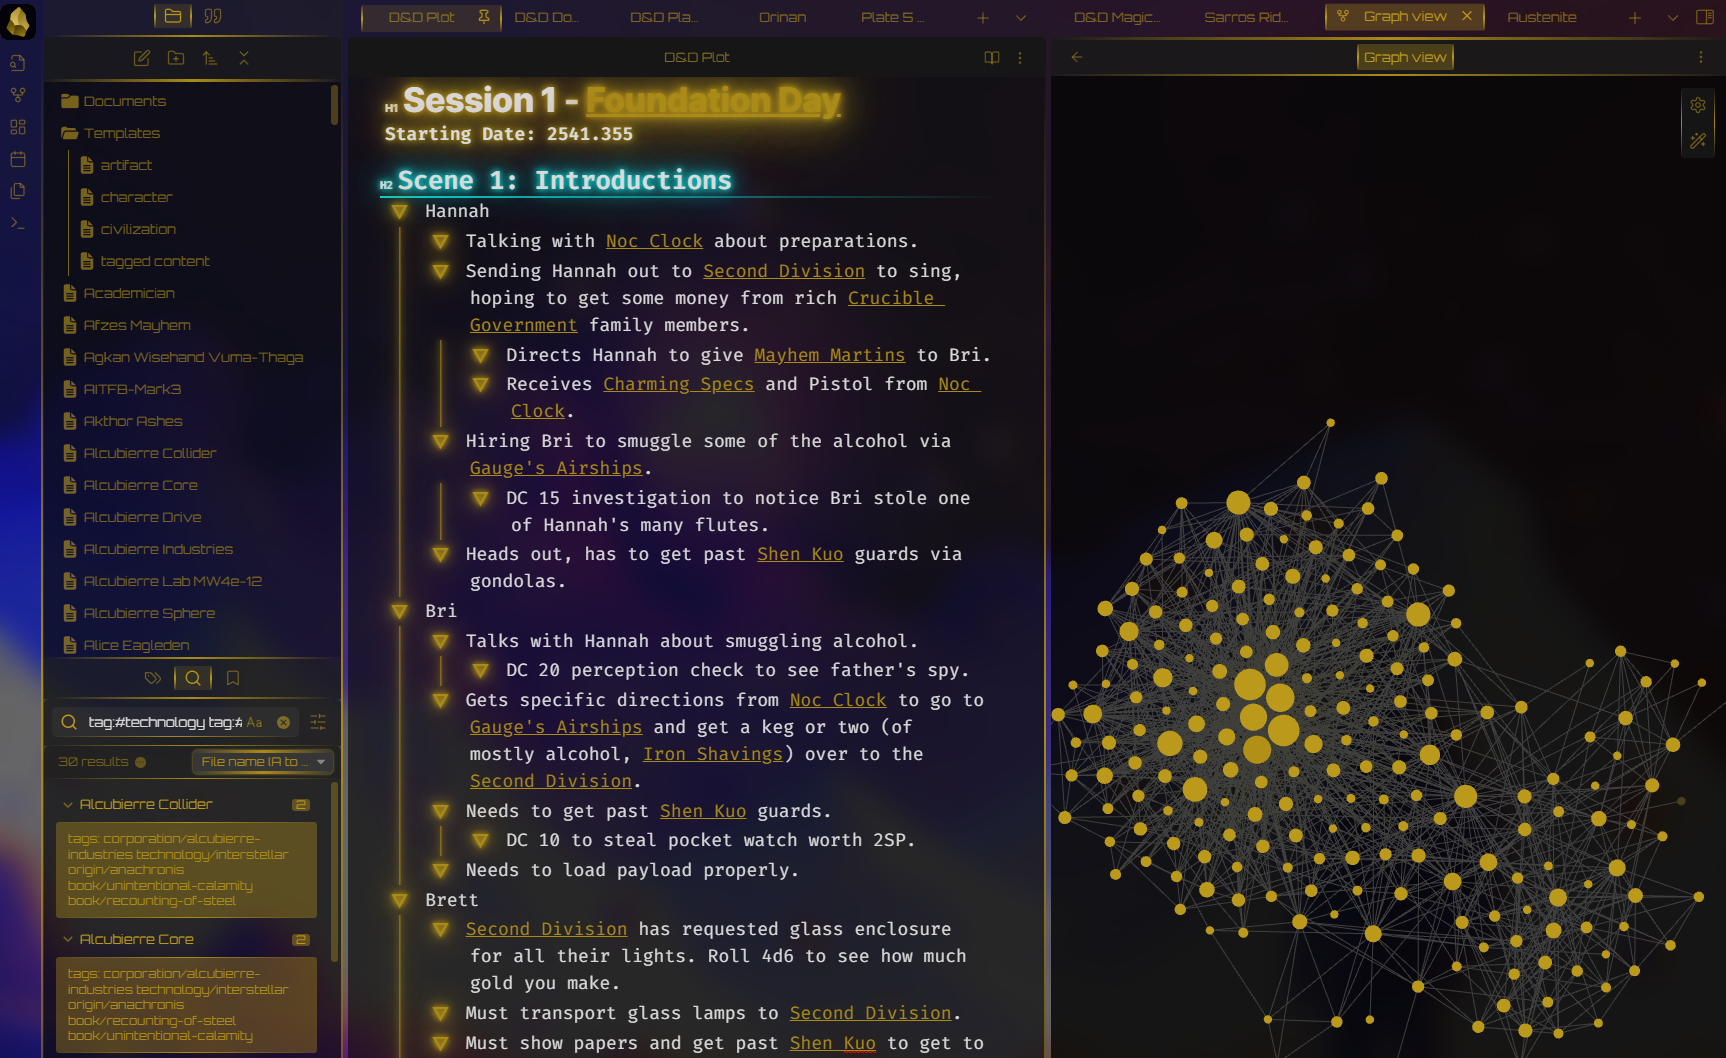 D&D Plot
D&D Do...
D&D Pla...
Orinan
Plate 5 ...
D&D Magic...
Sarros Rid...
Graph view
Austenite
D&D Plot
Graph view
Documents
Templates
artifact
character
civilization
tagged content
Academician
Afzes Mayhem
Agkan Wisehand Vuma-Thaga
AITFB-Mark3
Akthor Ashes
Alcubierre Collider
Alcubierre Core
Alcubierre Drive
Alcubierre Industries
Alcubierre Lab MW4e-12
Alcubierre Sphere
Alice Eagleden
tag:#technology tag:#
Aa
30 results
File name (A to ...
Alcubierre Collider
2
tags: corporation/alcubierre-
industries technology/interstellar
origin/anachronis
book/unintentional-calamity
book/recounting-of-steel
Alcubierre Core
2
tags: corporation/alcubierre-
industries technology/interstellar
origin/anachronis
book/recounting-of-steel
book/unintentional-calamity
H1 Session 1 - Foundation Day
Starting Date: 2541.355
H2 Scene 1: Introductions
Hannah
Talking with Noc Clock about preparations.
Sending Hannah out to Second Division to sing,
hoping to get some money from rich Crucible
Government family members.
Directs Hannah to give Mayhem Martins to Bri.
Receives Charming Specs and Pistol from Noc
Clock.
Hiring Bri to smuggle some of the alcohol via
Gauge's Airships.
DC 15 investigation to notice Bri stole one
of Hannah's many flutes.
Heads out, has to get past Shen Kuo guards via
gondolas.
Bri
Talks with Hannah about smuggling alcohol.
DC 20 perception check to see father's spy.
Gets specific directions from Noc Clock to go to
Gauge's Airships and get a keg or two (of
mostly alcohol, Iron Shavings) over to the
Second Division.
Needs to get past Shen Kuo guards.
DC 10 to steal pocket watch worth 2SP.
Needs to load payload properly.
Brett
Second Division has requested glass enclosure
for all their lights. Roll 4d6 to see how much
gold you make.
Must transport glass lamps to Second Division.
Must show papers and get past Shen Kuo to get to